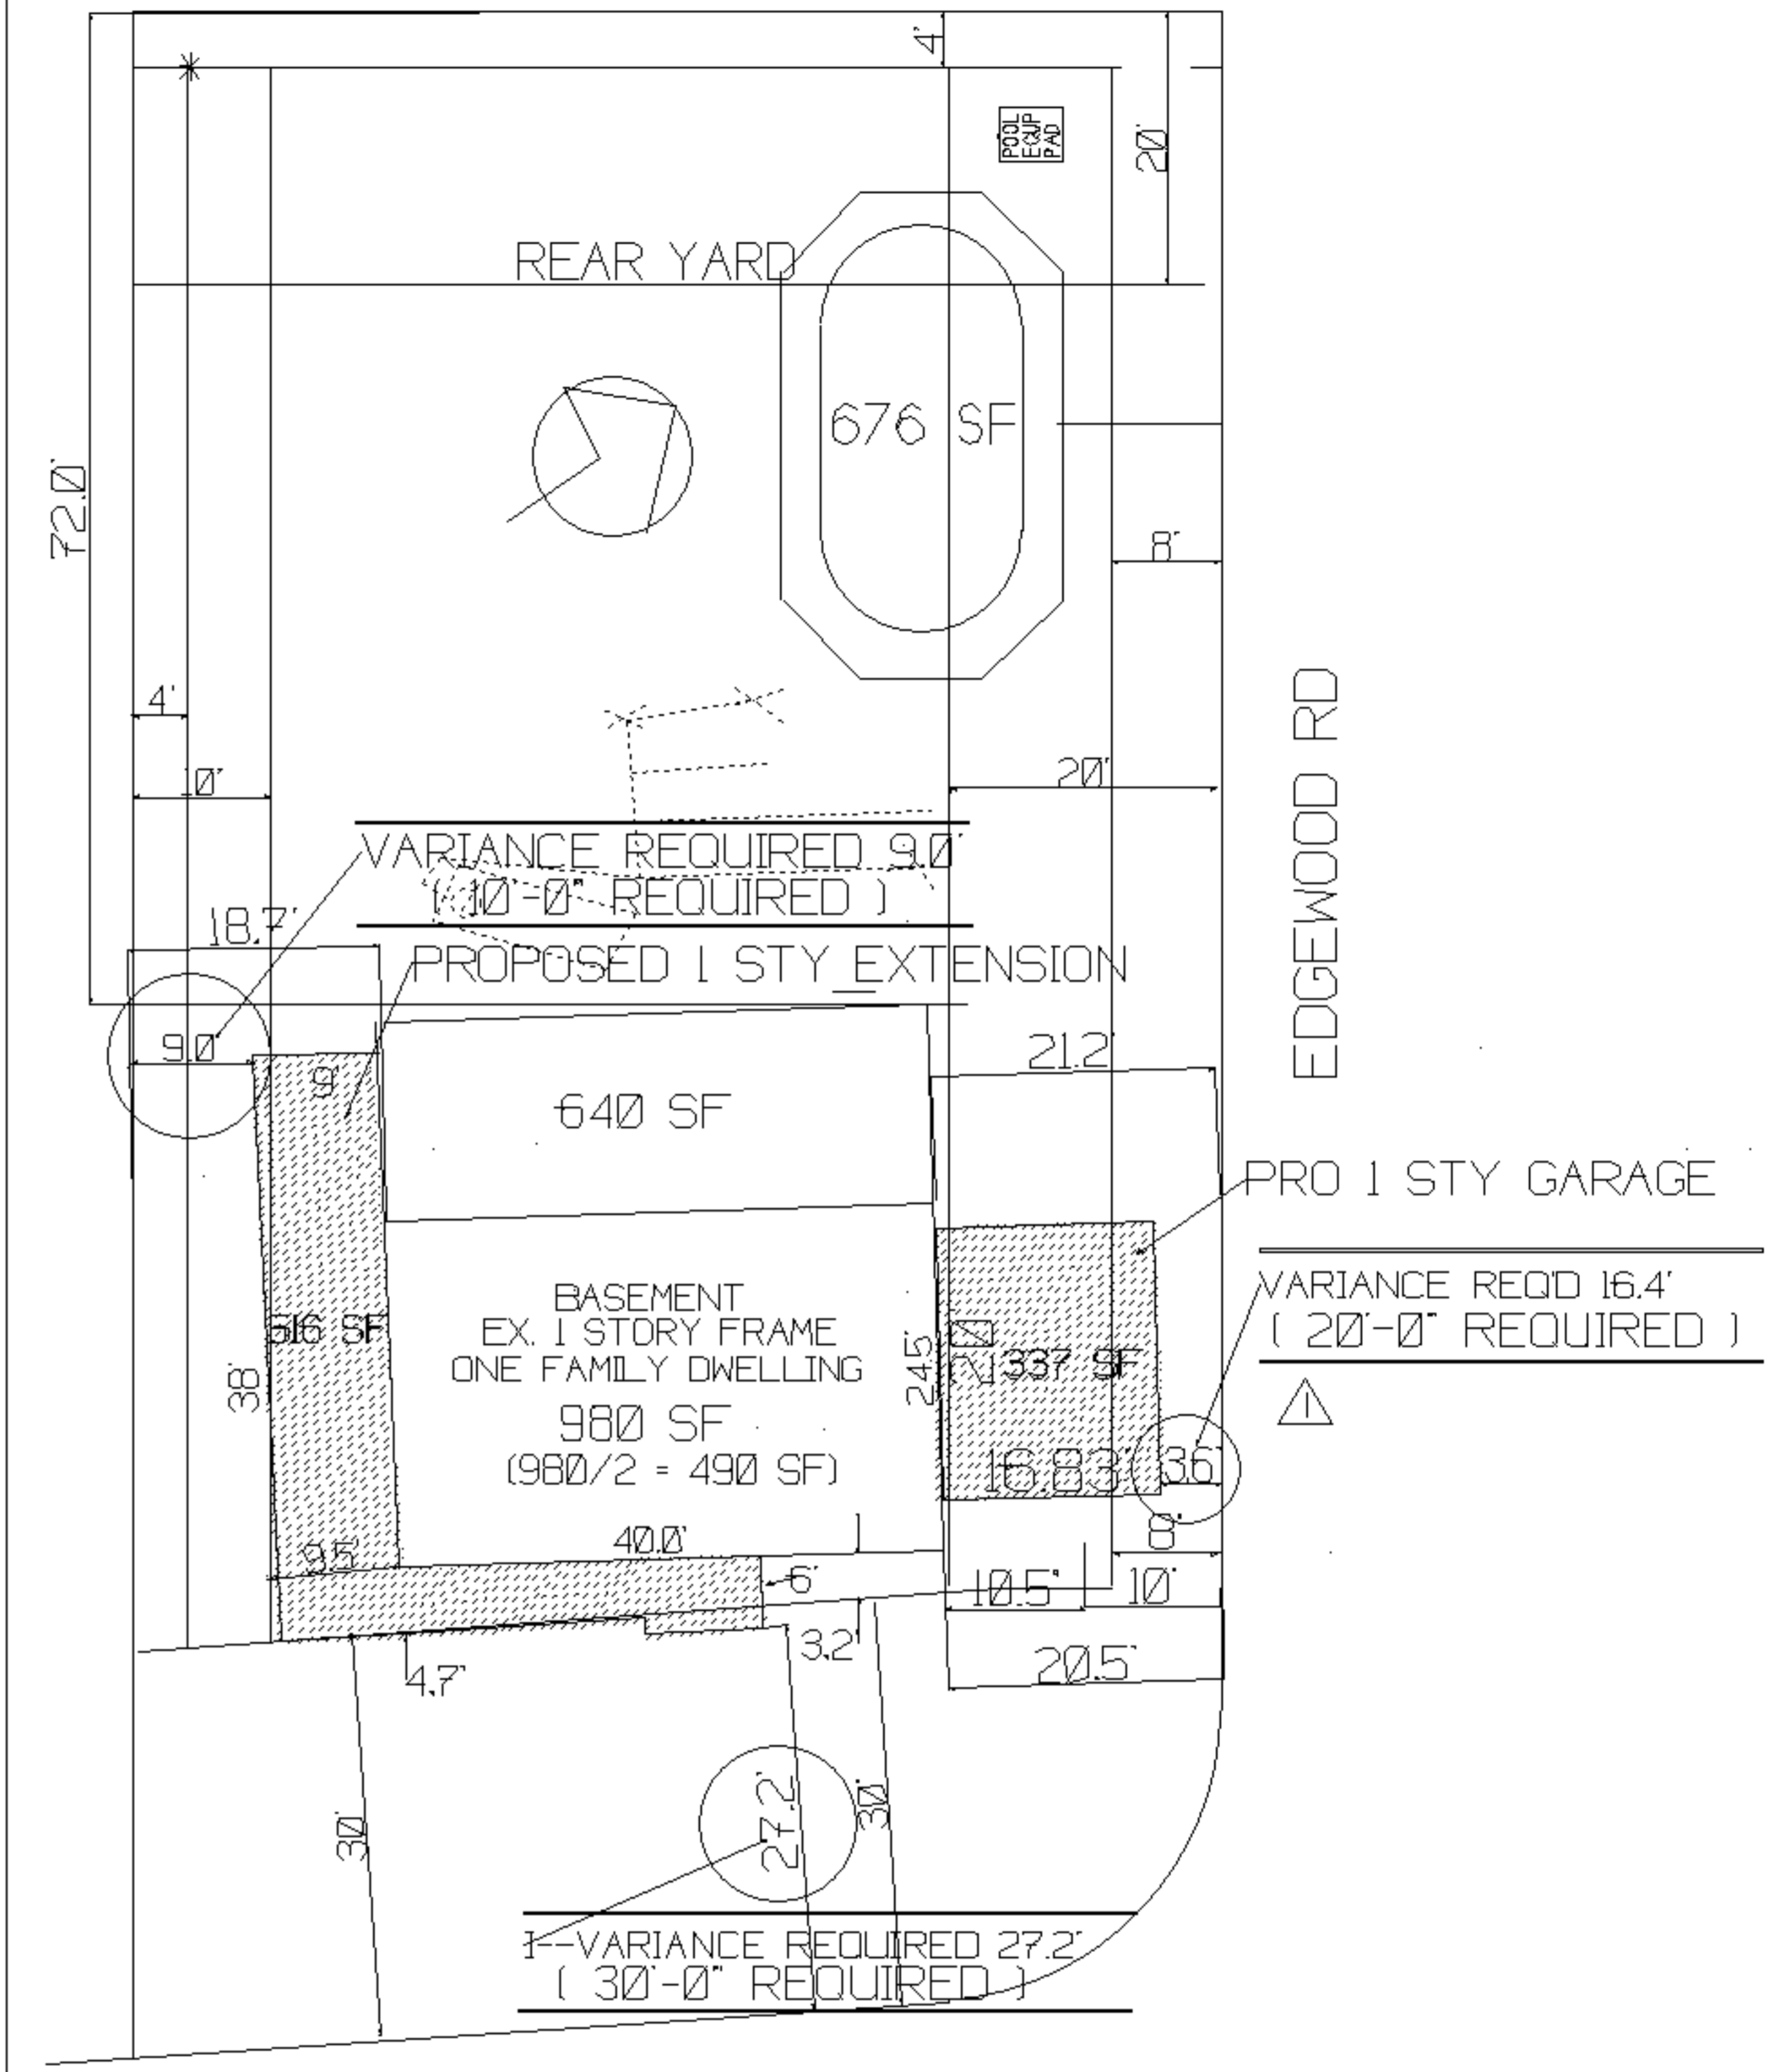 4'
POOL
EQUP
PAD
20'
REAR YARD
676 SF
72.0'
8'
4'
10'
20'
EDGEWOOD RD
VARIANCE REQUIRED 9.0'
( 10'-0" REQUIRED )
18.7'
PROPOSED 1 STY EXTENSION
9.0'
9'
21.2'
640 SF
PRO 1 STY GARAGE
VARIANCE REQ'D 16.4'
( 20'-0" REQUIRED )
1
BASEMENT
EX. 1 STORY FRAME
ONE FAMILY DWELLING
980 SF
(980/2 = 490 SF)
516 SF
38'
24.5'
337 SF
16.83'
3.6'
8'
40.0'
9.5'
6'
10.5'
10'
3.2'
4.7'
20.5'
30'
27.2'
30'
1--VARIANCE REQUIRED 27.2'
( 30'-0" REQUIRED )